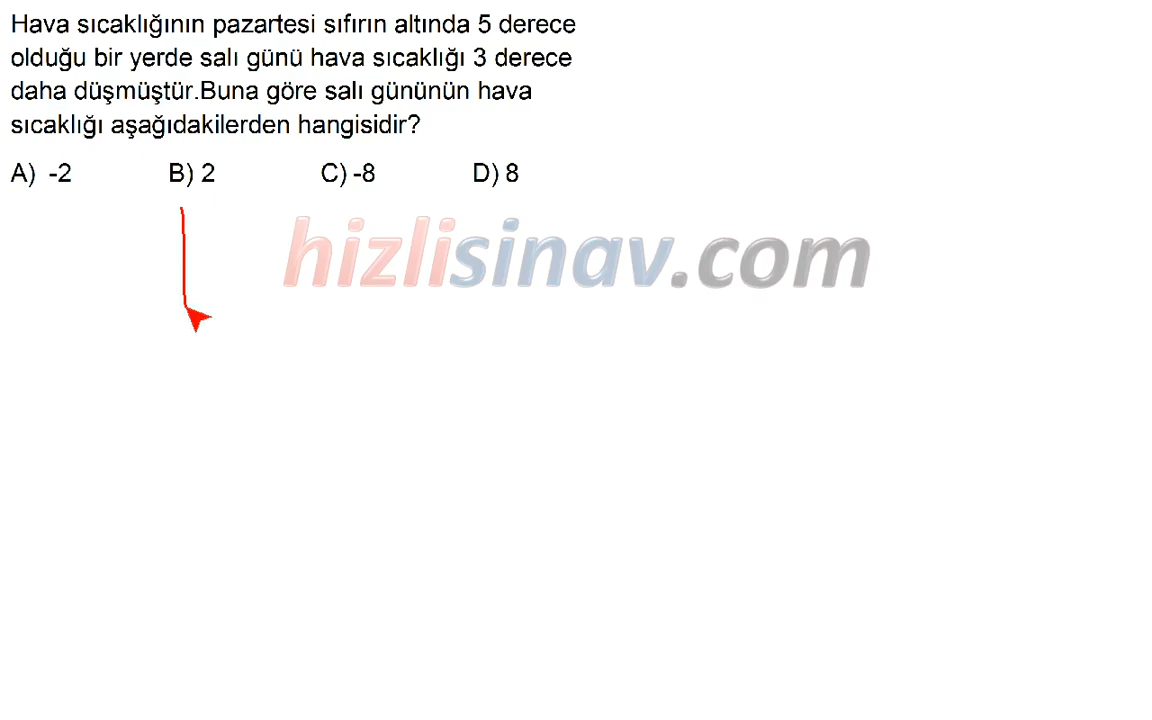 Hava sıcaklığının pazartesi sıfırın altında 5 derece
olduğu bir yerde salı günü hava sıcaklığı 3 derece
daha düşmüştür.Buna göre salı gününün hava
sıcaklığı aşağıdakilerden hangisidir?
A) -2 B) 2 C) -8 D) 8
hizlisinav.com